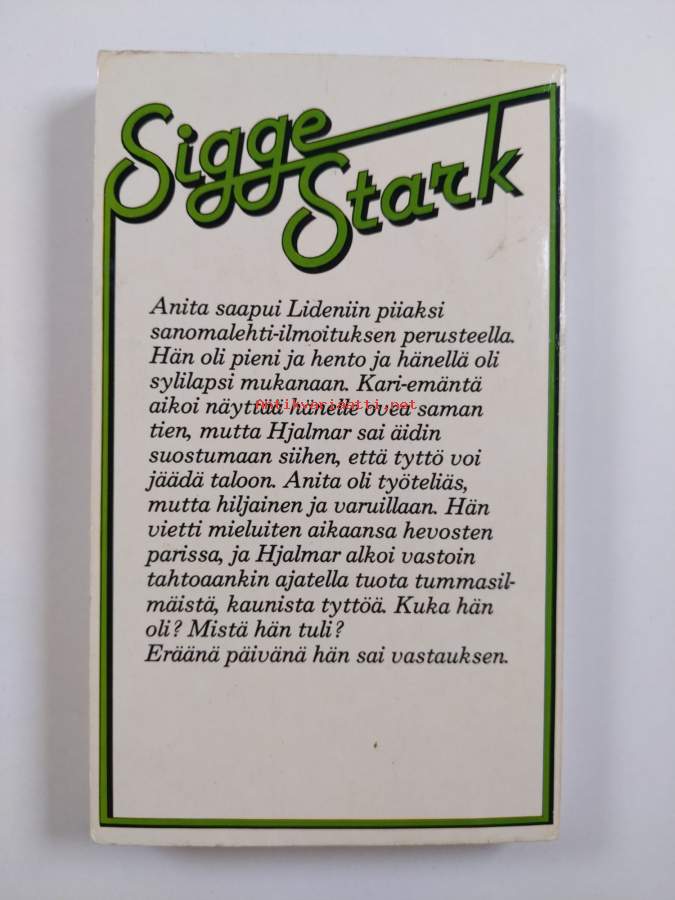 Sigge
Stark
Anita saapui Lideniin piiaksi
sanomalehti-ilmoituksen perusteella.
Hän oli pieni ja hento ja hänellä oli
sylilapsi mukanaan. Kari-emäntä
aikoi näyttää hänelle ovea saman
Antikvariaatti.net
tien, mutta Hjalmar sai äidin
suostumaan siihen, että tyttö voi
jäädä taloon. Anita oli työteliäs,
mutta hiljainen ja varuillaan. Hän
vietti mieluiten aikaansa hevosten
parissa, ja Hjalmar alkoi vastoin
tahtoaankin ajatella tuota tummasil-
mäistä, kaunista tyttöä. Kuka hän
oli? Mistä hän tuli?
Eräänä päivänä hän sai vastauksen.